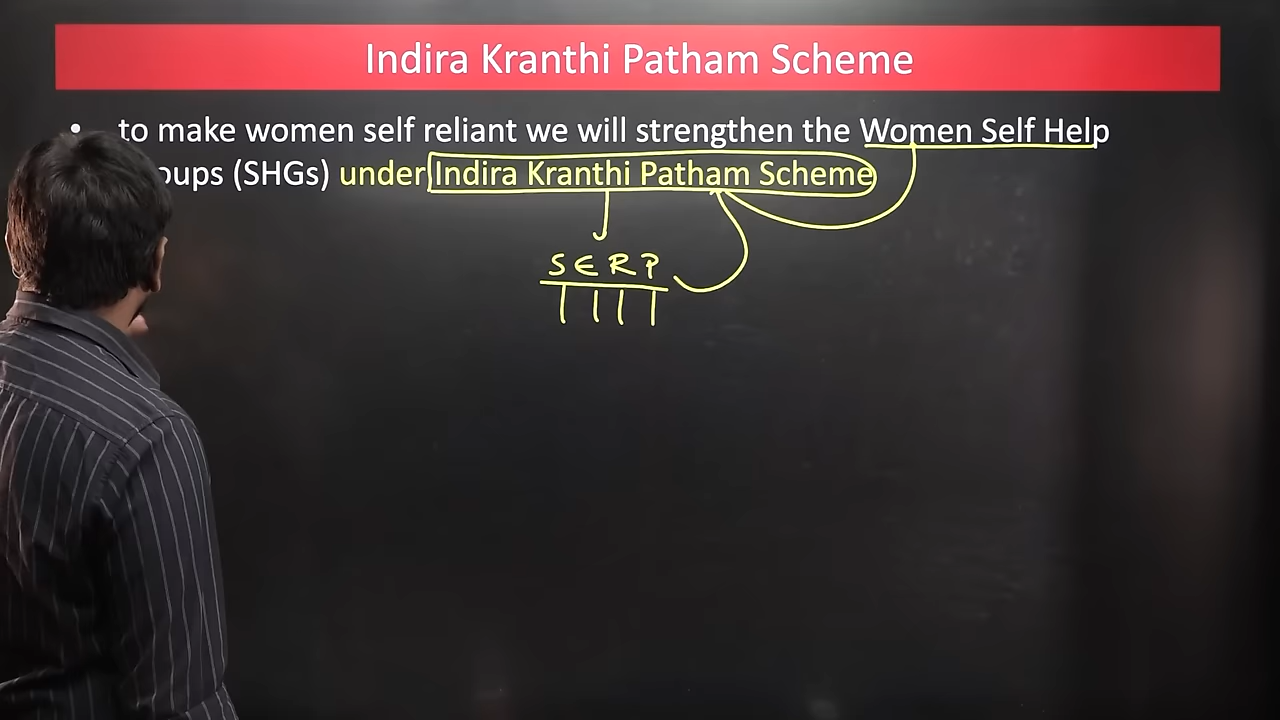 Indira Kranthi Patham Scheme
• to make women self reliant we will strengthen the Women Self Help
oups (SHGs) under Indira Kranthi Patham Scheme
SERP